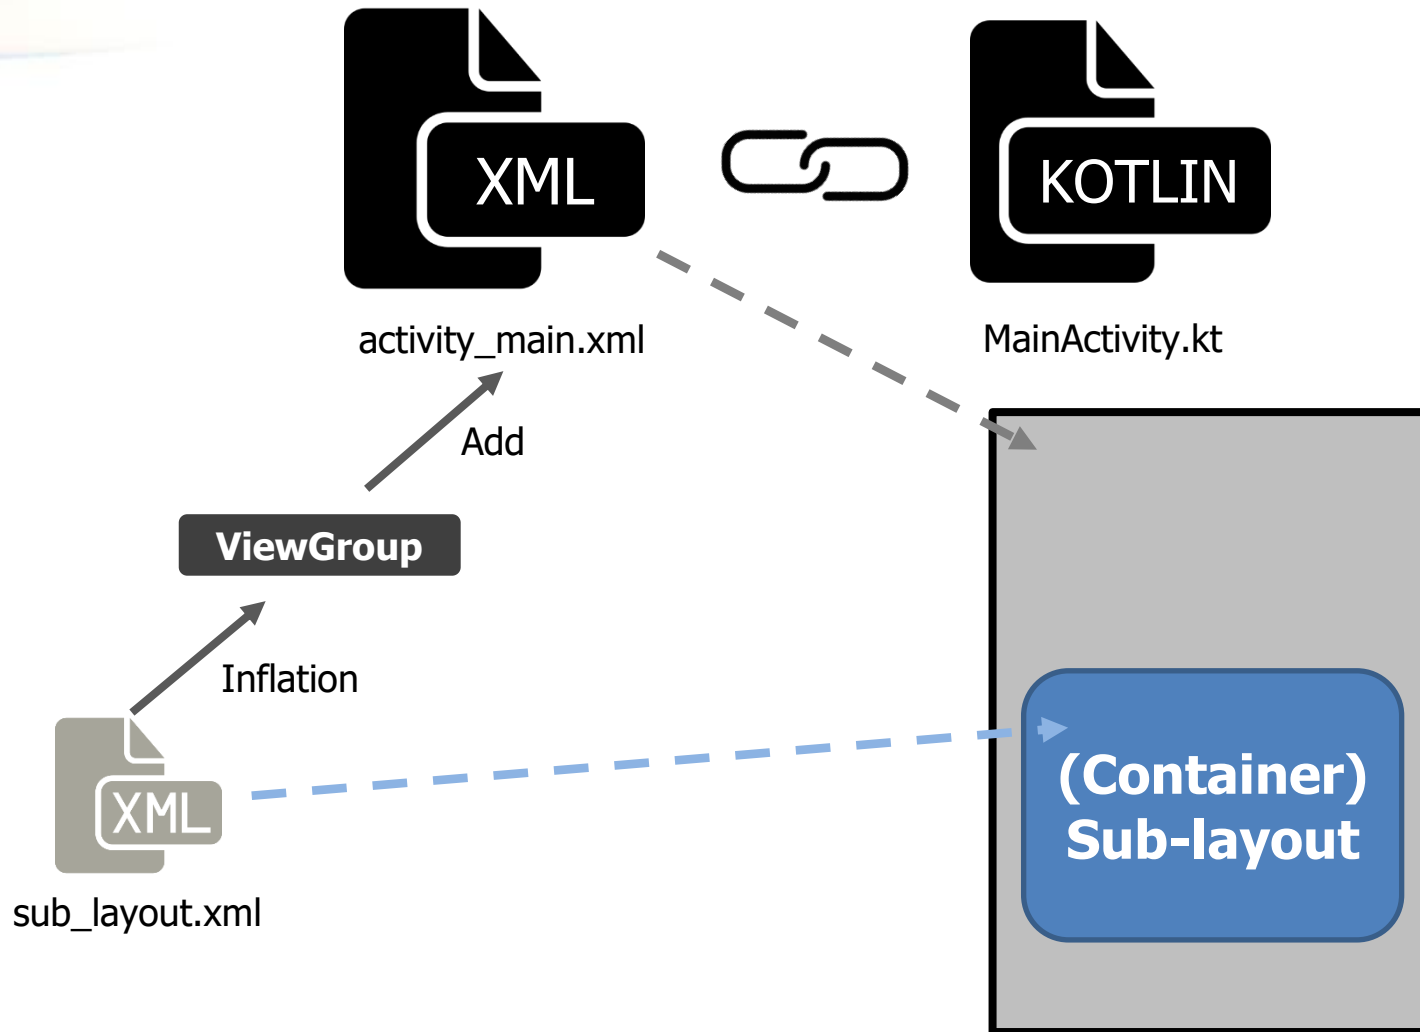 XML
KOTLIN
activity_main.xml
MainActivity.kt
Add
ViewGroup
Inflation
XML
(Container)
Sub-layout
sub_layout.xml